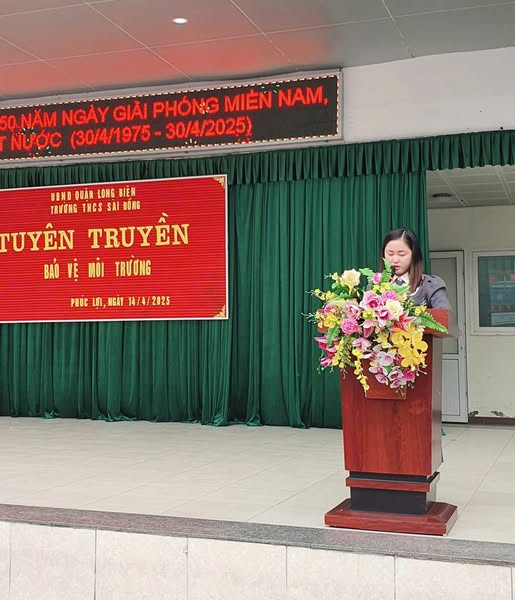 50 NĂM NGÀY GIẢI PHÓNG MIỀN NAM,
T NƯỚC (30/4/1975 - 30/4/2025)
UBND QUẬN LONG BIÊN
TRƯỜNG THCS SÀI ĐỒNG
TUYÊN TRUYỀN
BẢO VỆ MÔI TRƯỜNG
PHÚC LỢI, NGÀY 14/4/2025